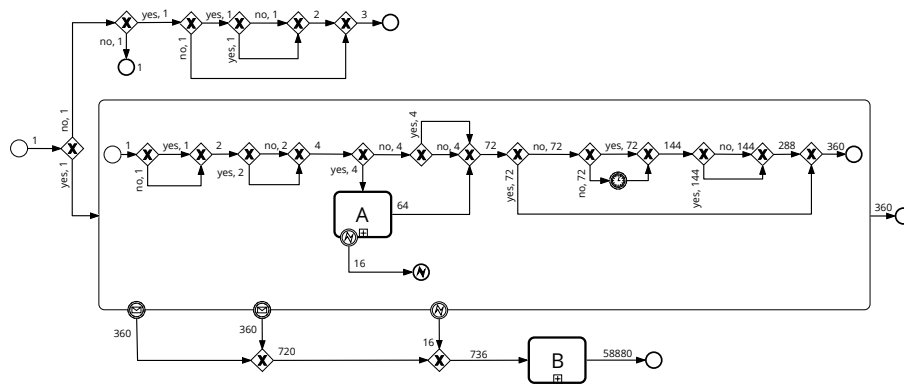 yes, 1
yes, 1
no, 1
2
3
no, 1
1
no, 1
yes, 1
no, 1
1
yes, 1
1
yes, 1
2
no, 2
4
no, 4
yes, 4
no, 4
72
no, 72
yes, 72
144
no, 144
288
360
no, 1
yes, 2
yes, 4
yes, 72
no, 72
yes, 144
A
64
16
360
360
360
16
720
736
B
58880